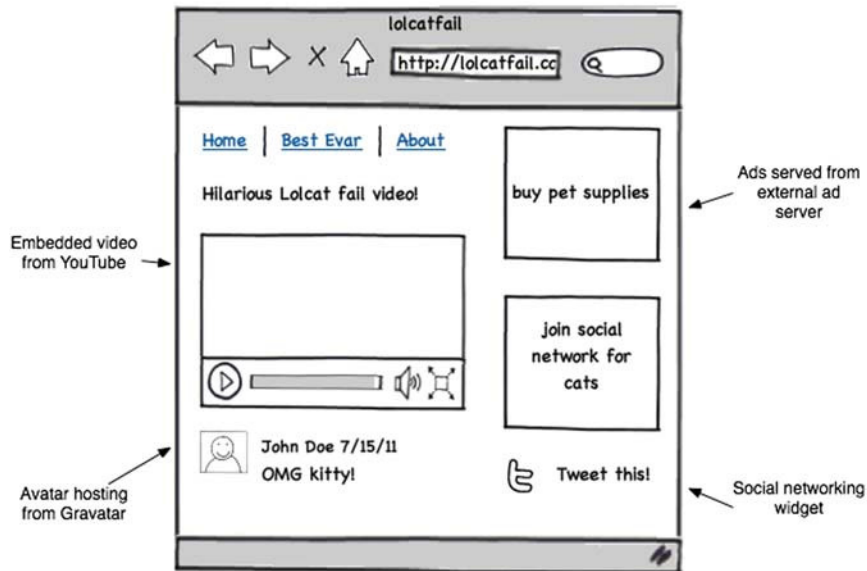 lolcatfail
http://lolcatfail.cc
Home | Best Evar | About
Hilarious Lolcat fail video!
buy pet supplies
Ads served from
external ad
server
Embedded video
from YouTube
join social
network for
cats
John Doe 7/15/11
OMG kitty!
Tweet this!
Avatar hosting
from Gravatar
Social networking
widget